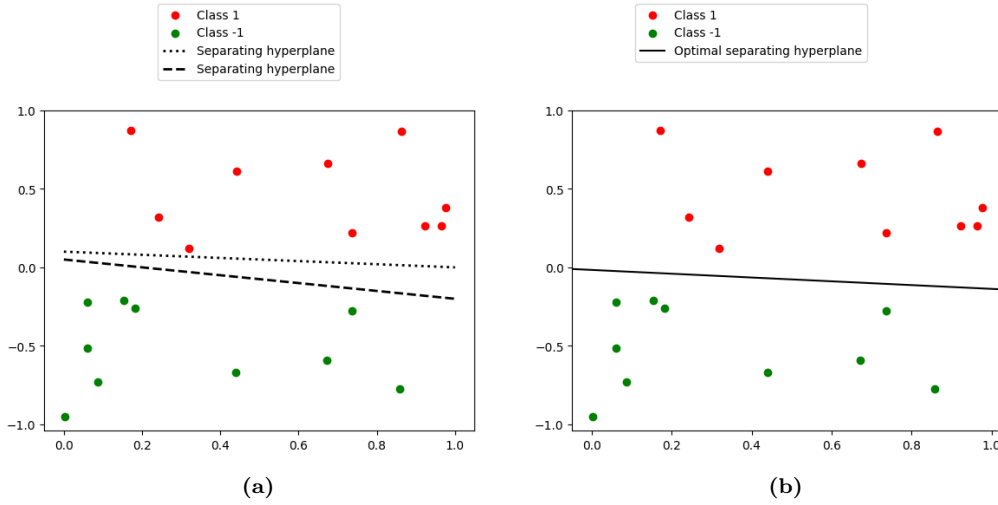 Class 1
Class -1
Separating hyperplane
Separating hyperplane
1.0
0.5
0.0
−0.5
−1.0
0.0 0.2 0.4 0.6 0.8 1.0
(a)
Class 1
Class -1
Optimal separating hyperplane
1.0
0.5
0.0
−0.5
−1.0
0.0 0.2 0.4 0.6 0.8 1.0
(b)